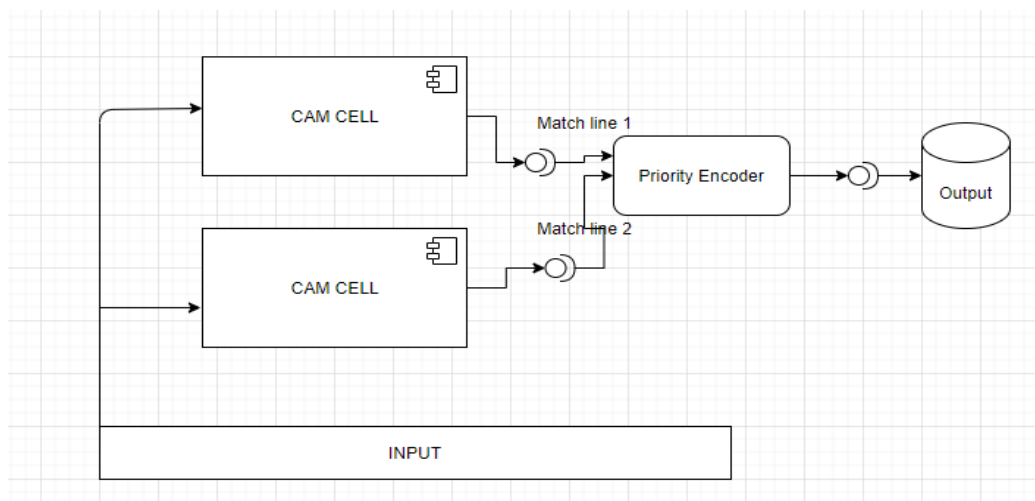 CAM CELL
Match line 1
Priority Encoder
Output
Match line 2
CAM CELL
INPUT